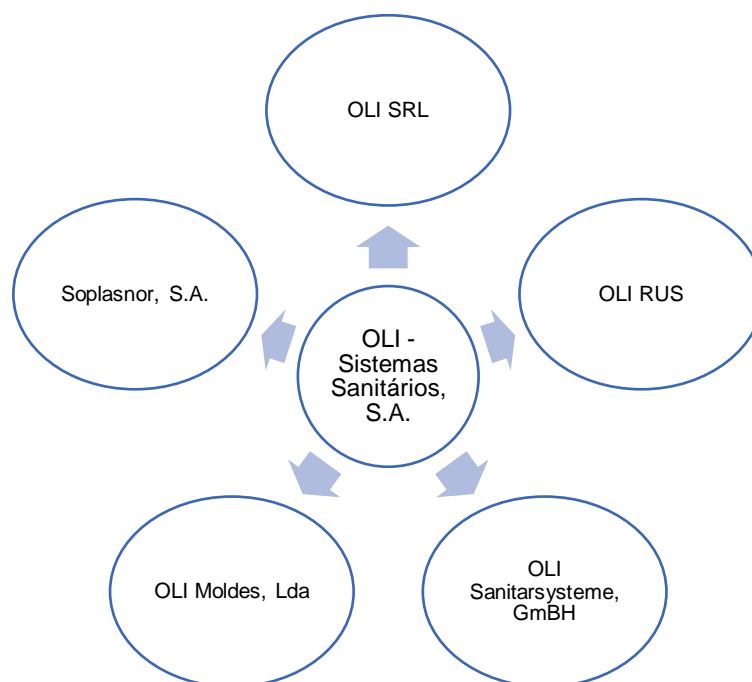 OLI SRL
Soplasnor, S.A.
OLI RUS
OLI -
Sistemas
Sanitários,
S.A.
OLI Moldes, Lda
OLI
Sanitarsysteme,
GmBH